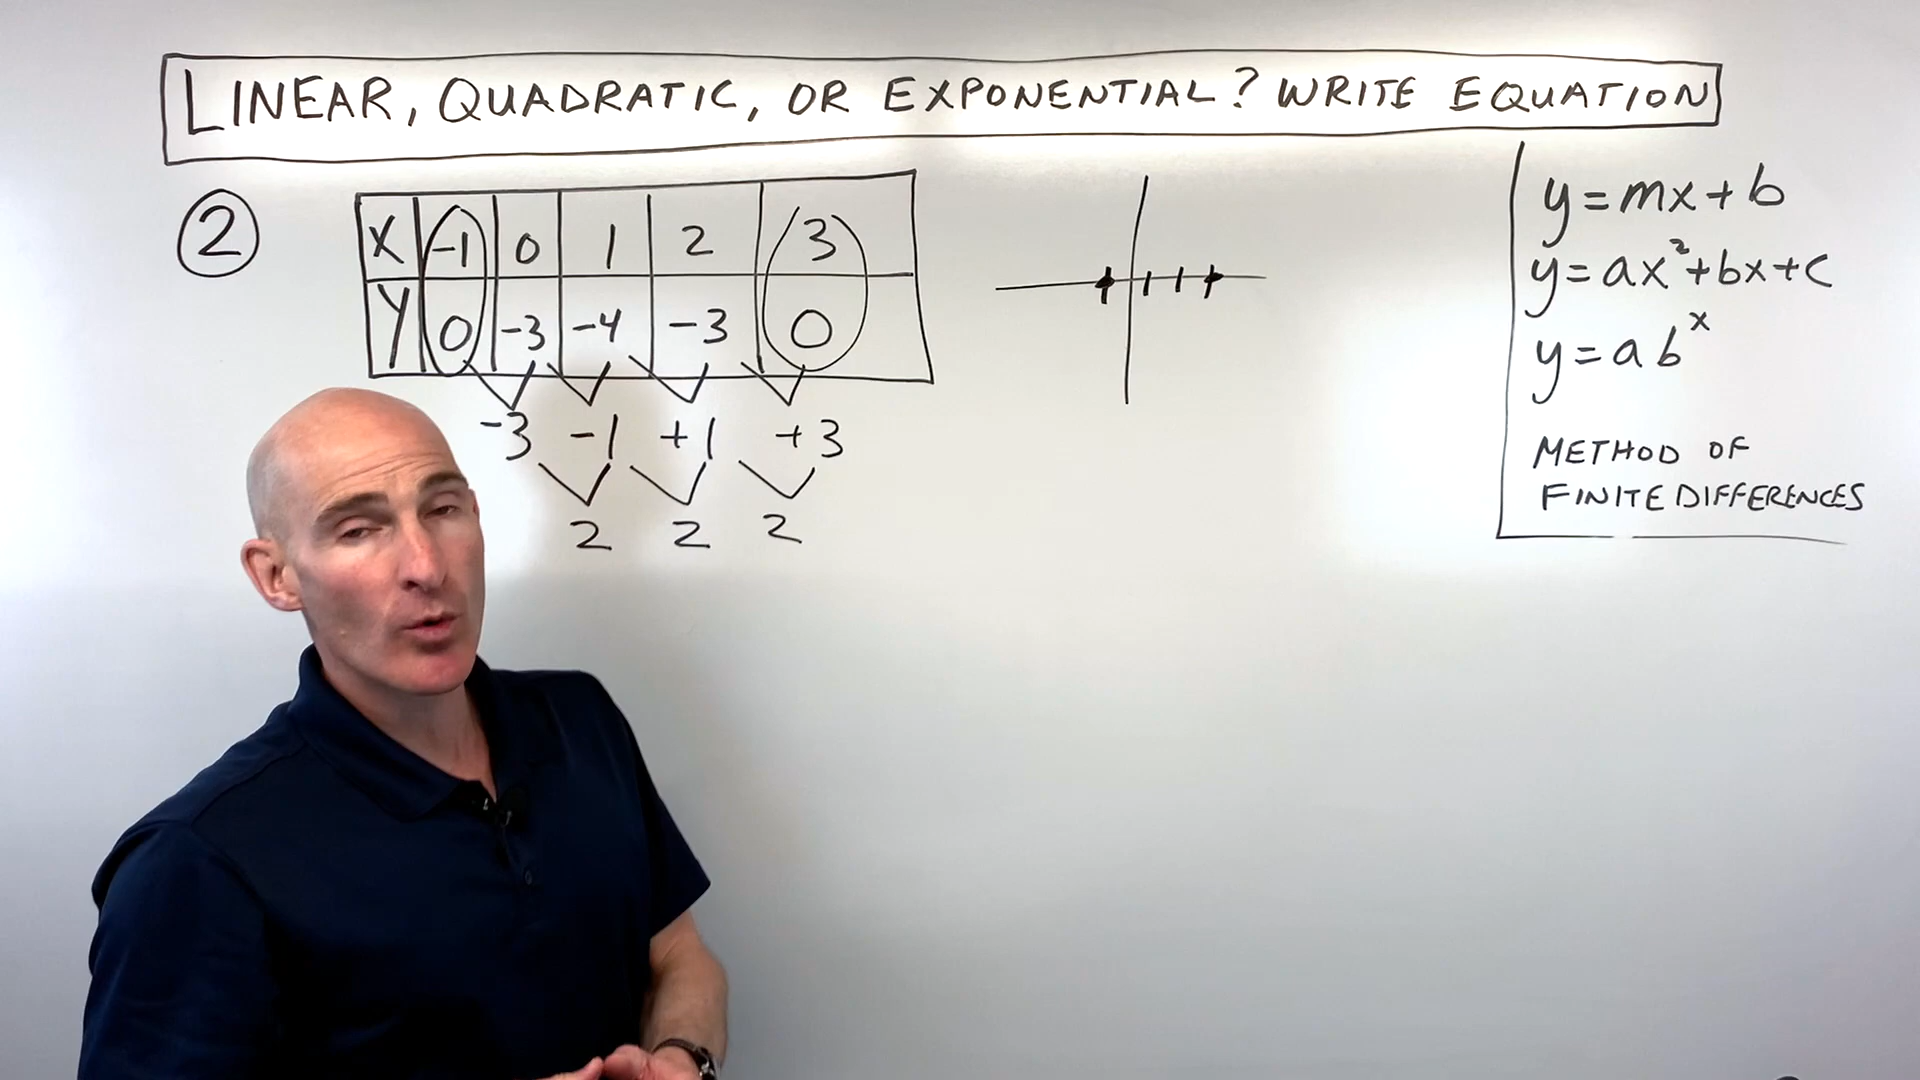 LINEAR, QUADRATIC, OR EXPONENTIAL? WRITE EQUATION
2
X -1 0 1 2 3
Y 0 -3 -4 -3 0
-3 -1 +1 +3
2 2 2
y=mx+b
y=ax²+bx+c
y=abˣ
METHOD OF
FINITE DIFFERENCES